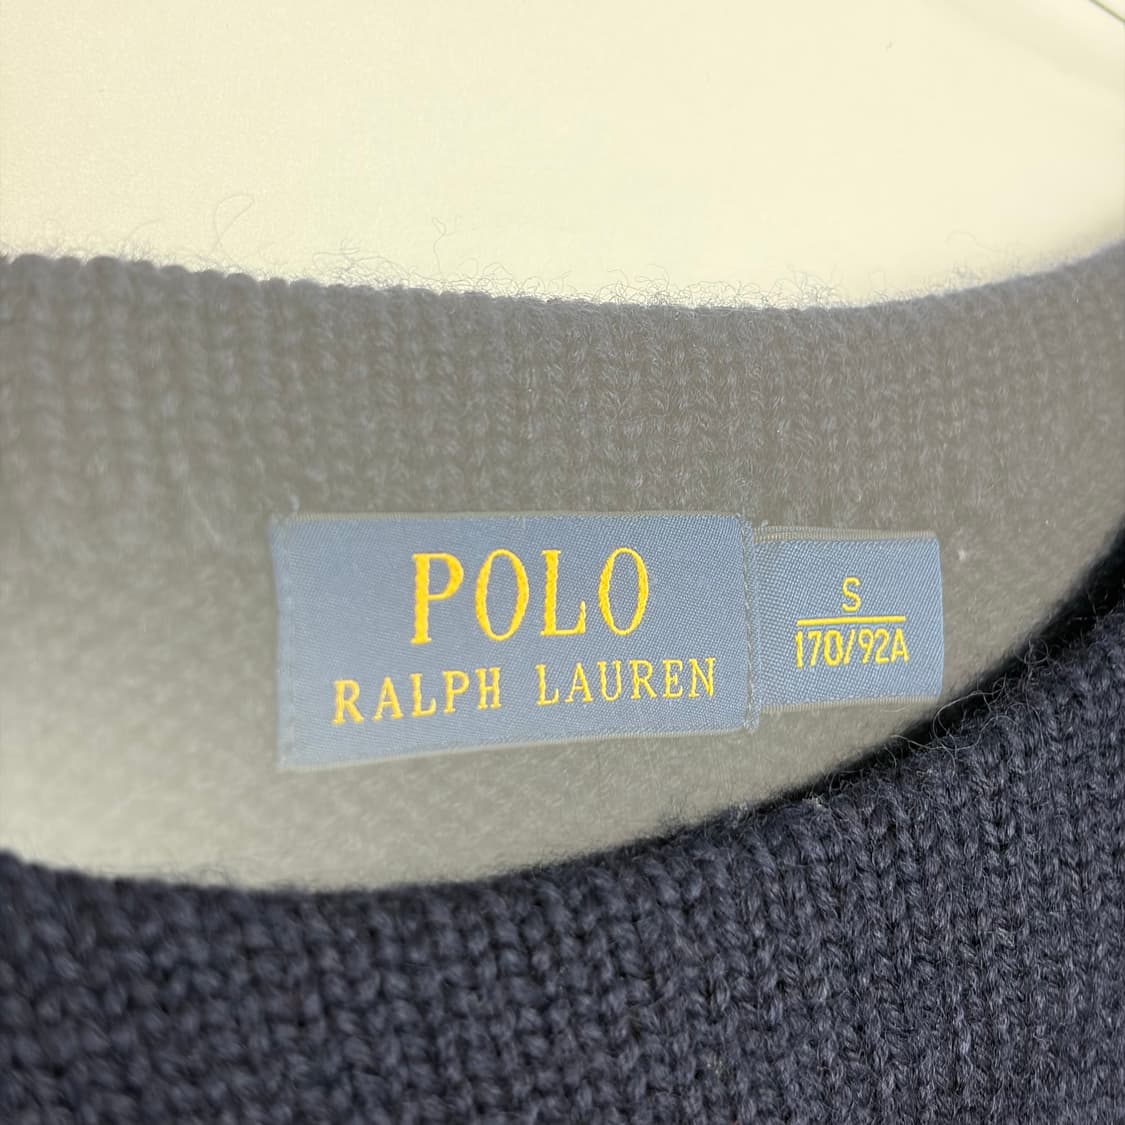 POLO
RALPH LAUREN
S
170/92A